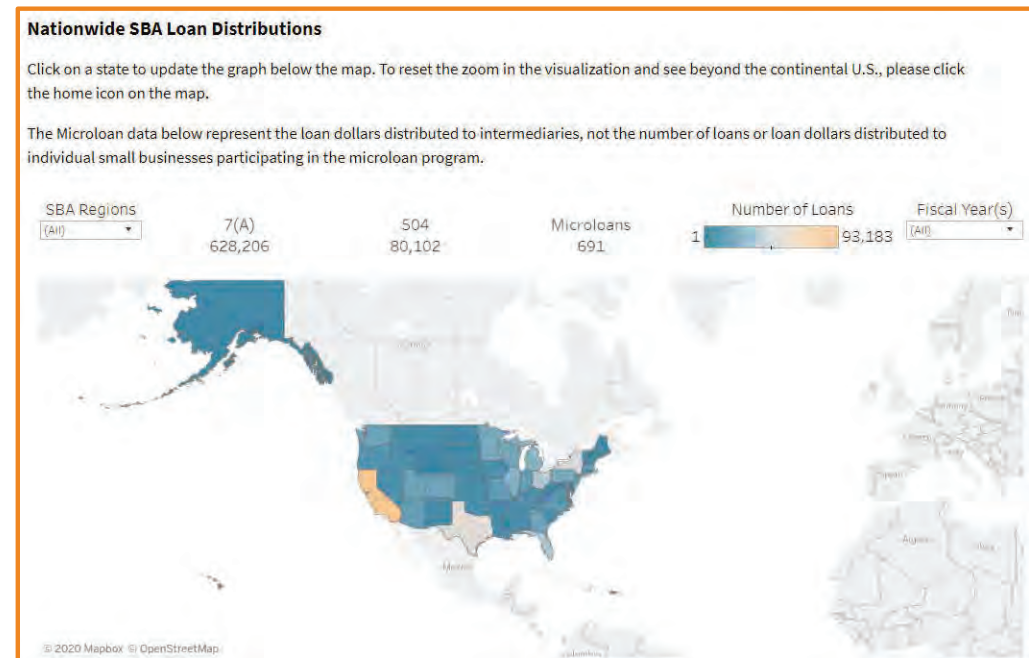 Nationwide SBA Loan Distributions
Click on a state to update the graph below the map. To reset the zoom in the visualization and see beyond the continental U.S., please click
the home icon on the map.
The Microloan data below represent the loan dollars distributed to intermediaries, not the number of loans or loan dollars distributed to
individual small businesses participating in the microloan program.
SBA Regions
(All)
7(A)
628,206
504
80,102
Microloans
691
Number of Loans
1 93,183
Fiscal Year(s)
(All)
Mexico
Algeria
© 2020 Mapbox © OpenStreetMap